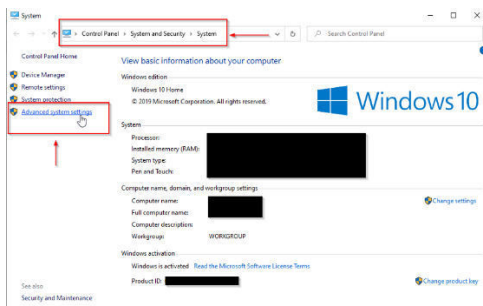 System
Control Panel > System and Security > System
Search Control Panel
Control Panel Home
Device Manager
Remote settings
System protection
Advanced system settings
View basic information about your computer
Windows edition
Windows 10 Home
© 2019 Microsoft Corporation. All rights reserved.
Windows 10
System
Processor:
Installed memory (RAM):
System type:
Pen and Touch:
Computer name, domain, and workgroup settings
Computer name:
Change settings
Full computer name:
Computer description:
Workgroup: WORKGROUP
Windows activation
Windows is activated Read the Microsoft Software License Terms
Product ID:
Change product key
See also
Security and Maintenance